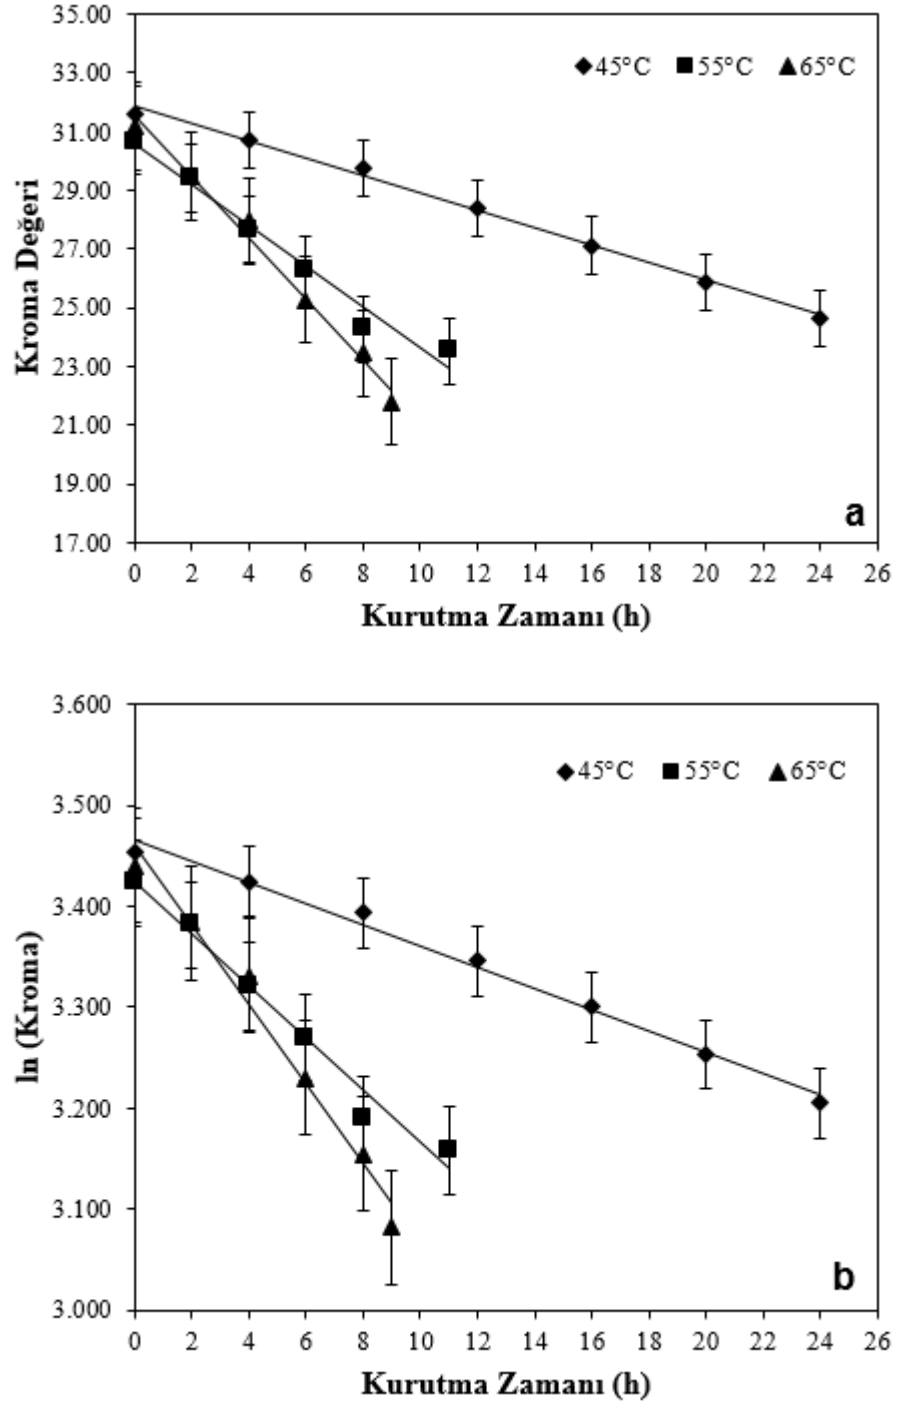 35.00
33.00
31.00
29.00
27.00
25.00
23.00
21.00
19.00
17.00
Kroma Değeri
45°C 55°C 65°C
a
0 2 4 6 8 10 12 14 16 18 20 22 24 26
Kurutma Zamanı (h)
3.600
3.500
3.400
3.300
3.200
3.100
3.000
ln (Kroma)
45°C 55°C 65°C
b
0 2 4 6 8 10 12 14 16 18 20 22 24 26
Kurutma Zamanı (h)